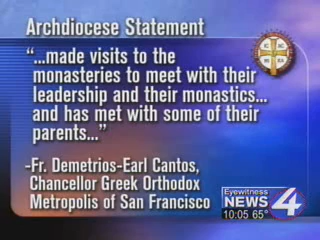 Archdiocese Statement
“...made visits to the
monasteries to meet with their
leadership and their monastics...
and has met with some of their
parents...”
-Fr. Demetrios-Earl Cantos,
Chancellor Greek Orthodox
Metropolis of San Francisco
Eyewitness
NEWS 4
10:05 65°